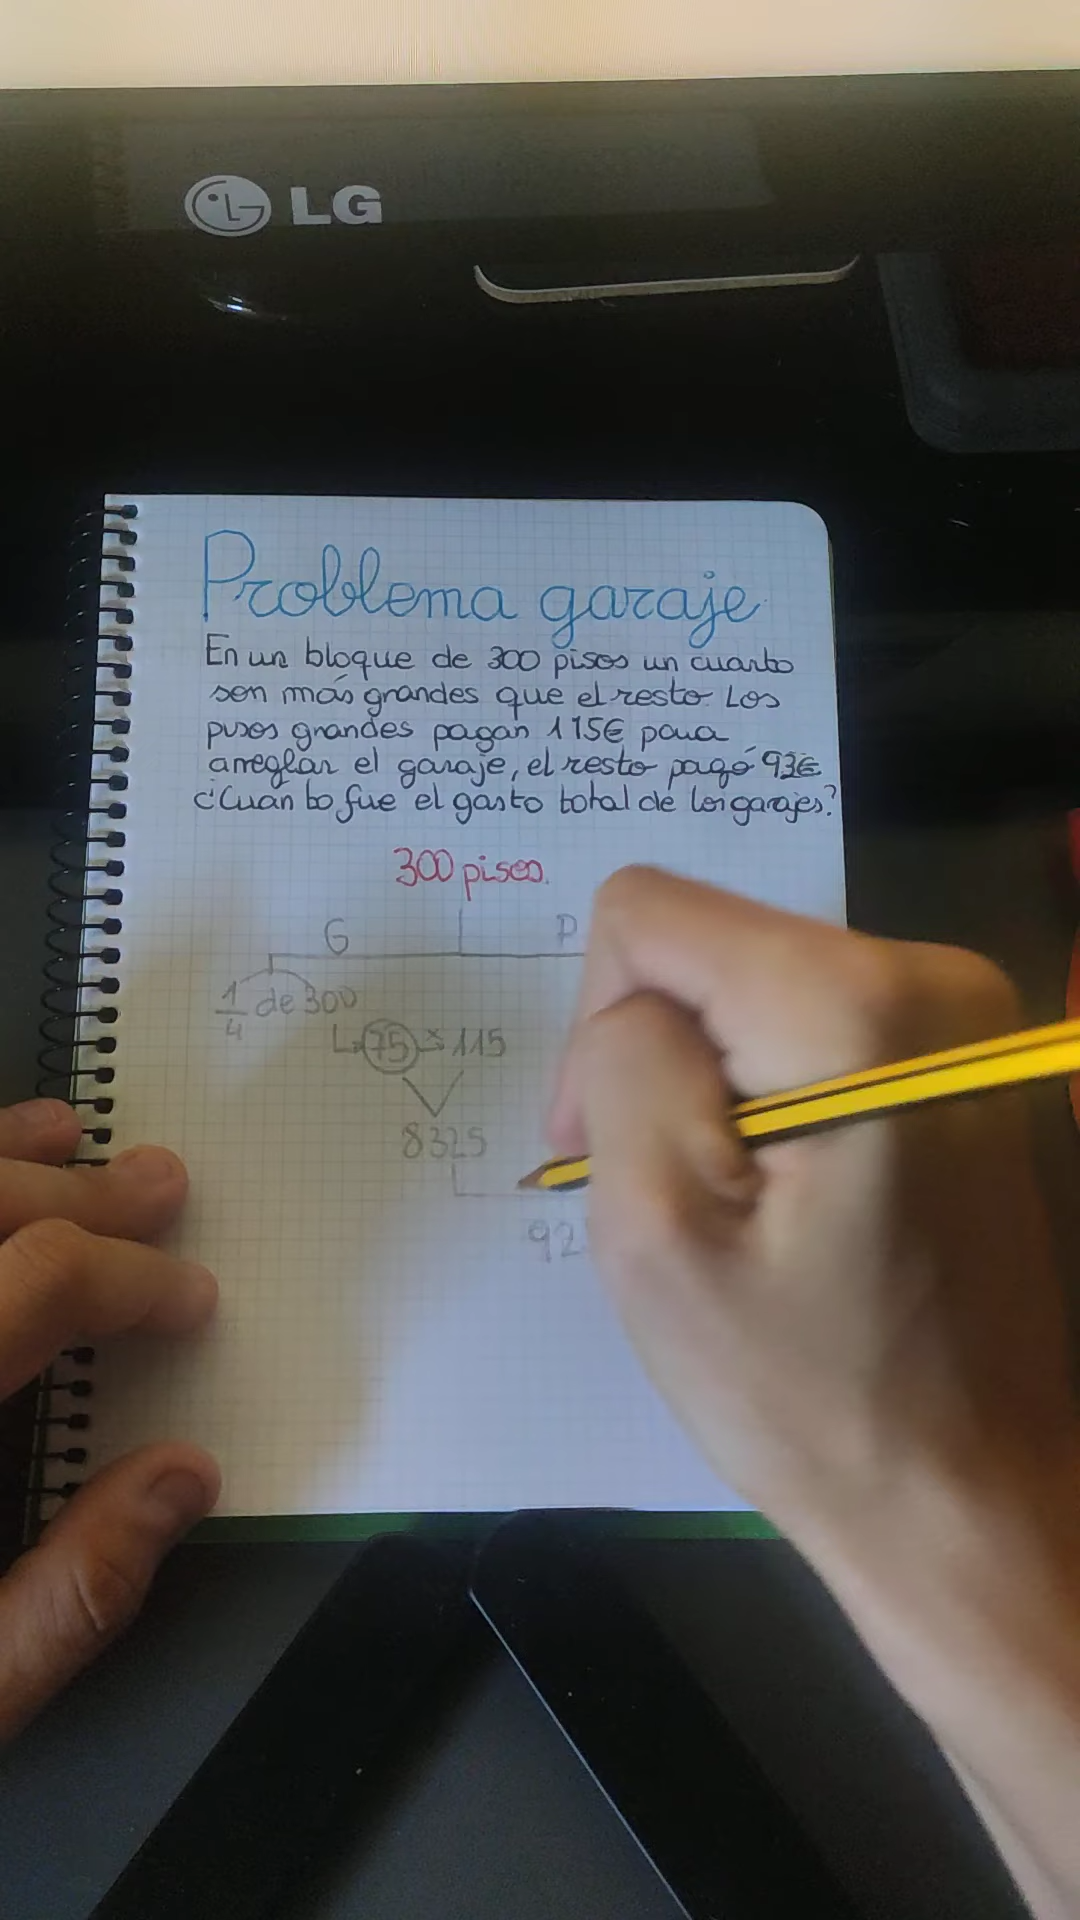 LG
Problema garaje
En un bloque de 300 pisos un cuarto
son más grandes que el resto. Los
pisos grandes pagan 115€ para
arreglar el garaje, el resto pagó 93€
¿Cuánto fue el gasto total de los garajes?
300 pisos.
G P
1/4 de 300
75 x 115
8325
92